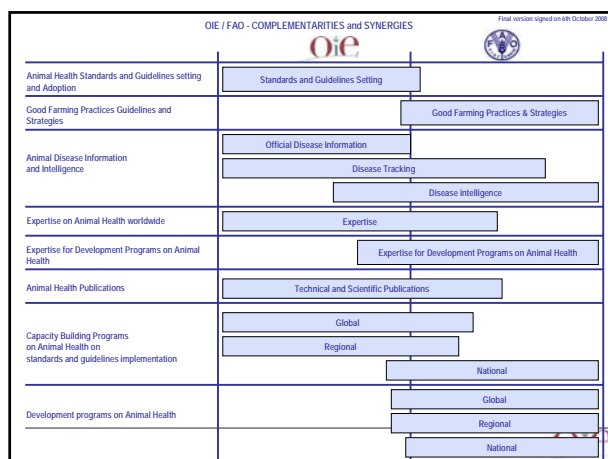 OIE / FAO - COMPLEMENTARITIES and SYNERGIES
Final version signed on 6th October 2008
Oie
FAO
FIAT PANIS
Animal Health Standards and Guidelines setting
and Adoption
Standards and Guidelines Setting
Good Farming Practices Guidelines and
Strategies
Good Farming Practices & Strategies
Animal Disease Information
and Intelligence
Official Disease Information
Disease Tracking
Disease intelligence
Expertise on Animal Health worldwide
Expertise
Expertise for Development Programs on Animal
Health
Expertise for Development Programs on Animal Health
Animal Health Publications
Technical and Scientific Publications
Capacity Building Programs
on Animal Health on
standards and guidelines implementation
Global
Regional
National
Development programs on Animal Health
Global
Regional
National